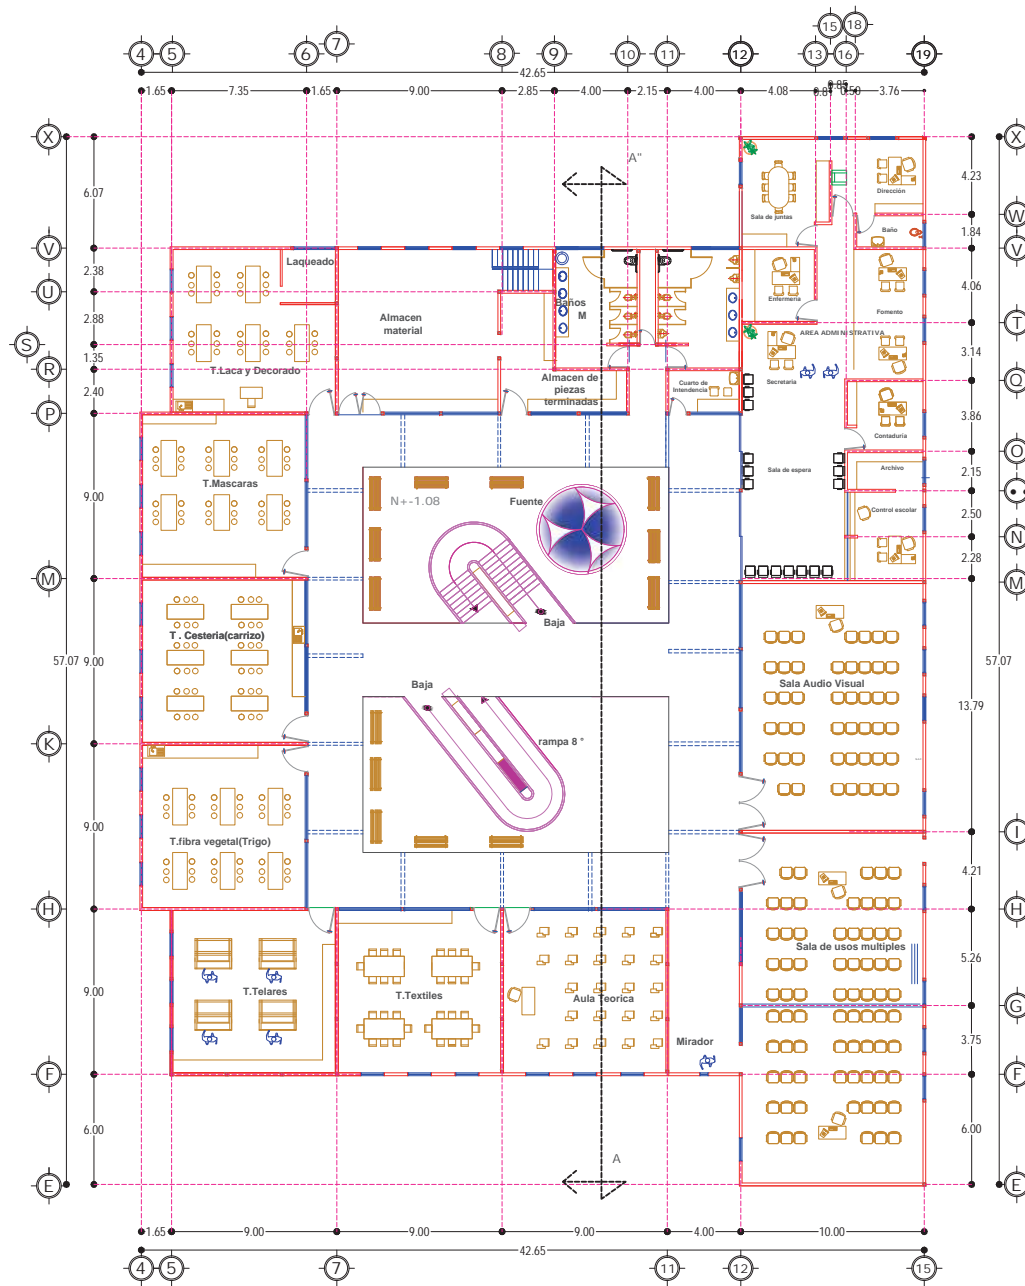 15 18
4 5 6 7 8 9 10 11 12 13 16 19
42.65
1.65 7.35 1.65 9.00 2.85 4.00 2.15 4.00 4.08 0.85 0.50 3.76
X
A"
X
4.23
Dirección
6.07
Sala de juntas
W
Baño
1.84
V
V
Laqueado
2.38
4.06
U
Enfermería
Baños
M
Fomento
Almacen
material
2.88
T
S
AREA ADMINISTRATIVA
1.35
3.14
R
T.Laca y Decorado
Almacen de
piezas
terminadas
Cuarto de
Intendencia
Secretaria
Q
2.40
P
3.86
Contaduría
O
Sala de espera
Archivo
2.15
T.Mascaras
9.00
N+-1.08
Fuente
Control escolar
2.50
N
2.28
M
M
Baja
T . Cesteria(carrizo)
57.07
9.00
57.07
Baja
Sala Audio Visual
13.79
rampa 8 °
K
9.00
T.fibra vegetal(Trigo)
I
4.21
H
H
Sala de usos multiples
5.26
9.00
T.Telares
T.Textiles
Aula Teorica
G
Mirador
3.75
F
F
6.00
6.00
A
E
E
1.65 9.00 9.00 9.00 4.00 10.00
42.65
4 5 7 11 12 15